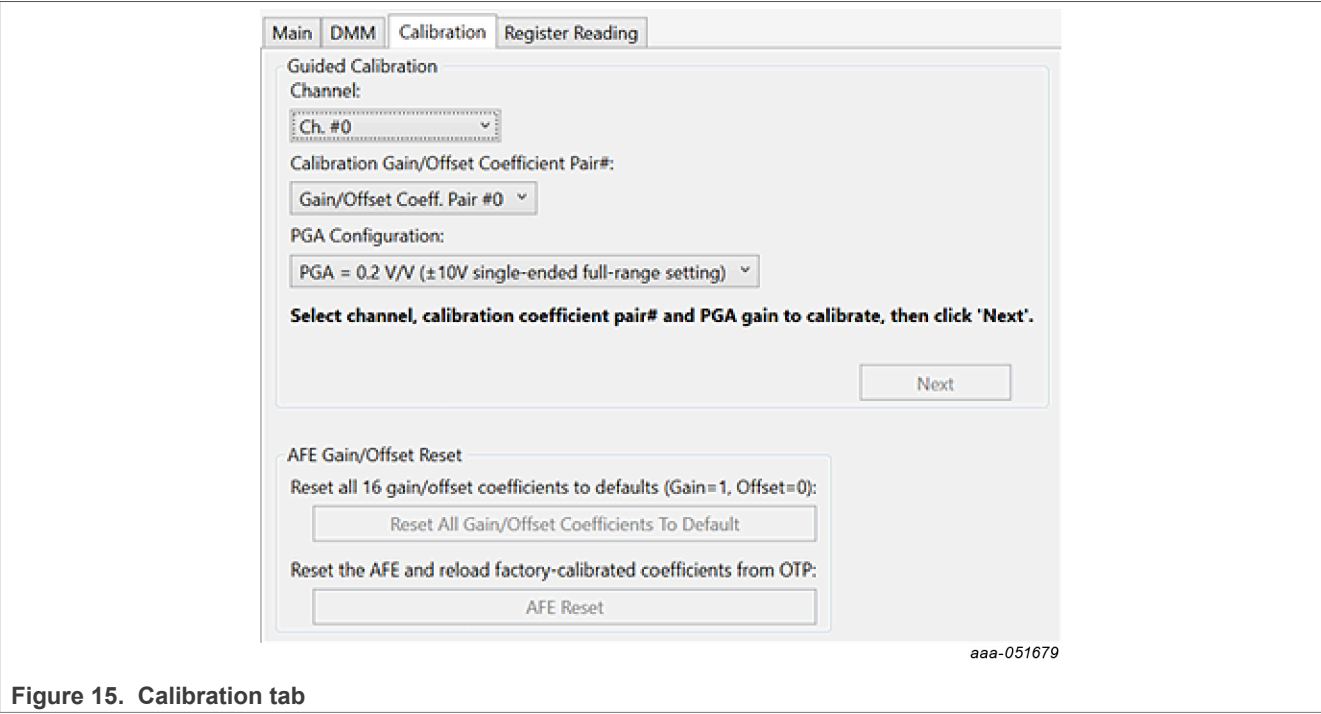 Main DMM Calibration Register Reading
Guided Calibration
Channel:
Ch. #0
Calibration Gain/Offset Coefficient Pair#:
Gain/Offset Coeff. Pair #0
PGA Configuration:
PGA = 0.2 V/V (±10V single-ended full-range setting)
Select channel, calibration coefficient pair# and PGA gain to calibrate, then click 'Next'.
Next
AFE Gain/Offset Reset
Reset all 16 gain/offset coefficients to defaults (Gain=1, Offset=0):
Reset All Gain/Offset Coefficients To Default
Reset the AFE and reload factory-calibrated coefficients from OTP:
AFE Reset
aaa-051679
Figure 15. Calibration tab